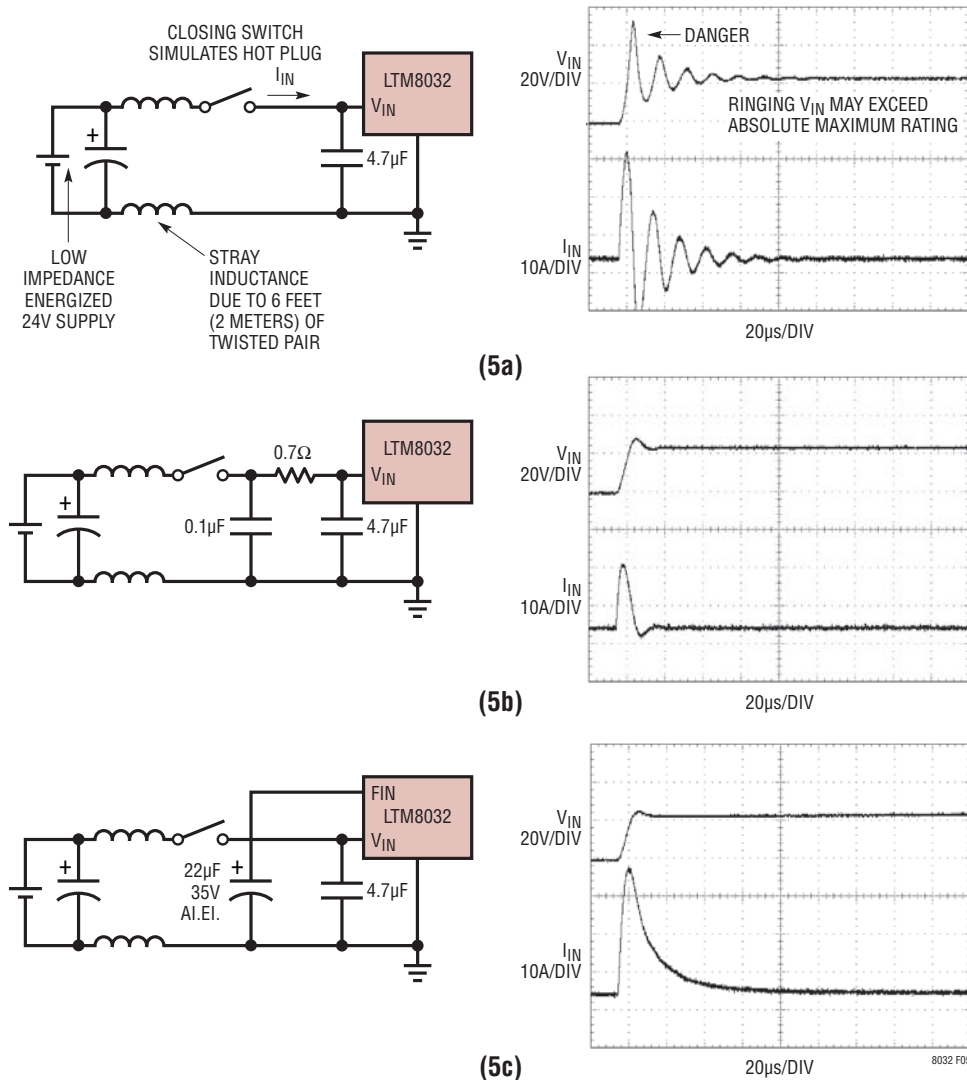 CLOSING SWITCH
SIMULATES HOT PLUG
IIN
LTM8032
VIN
+
4.7µF
LOW
IMPEDANCE
ENERGIZED
24V SUPPLY
STRAY
INDUCTANCE
DUE TO 6 FEET
(2 METERS) OF
TWISTED PAIR
DANGER
VIN
20V/DIV
RINGING VIN MAY EXCEED
ABSOLUTE MAXIMUM RATING
IIN
10A/DIV
20µs/DIV
(5a)
LTM8032
0.7Ω
VIN
+
0.1µF
4.7µF
VIN
20V/DIV
IIN
10A/DIV
20µs/DIV
(5b)
FIN
LTM8032
VIN
+
22µF
35V
AI.EI.
+
4.7µF
VIN
20V/DIV
IIN
10A/DIV
20µs/DIV
8032 F05
(5c)